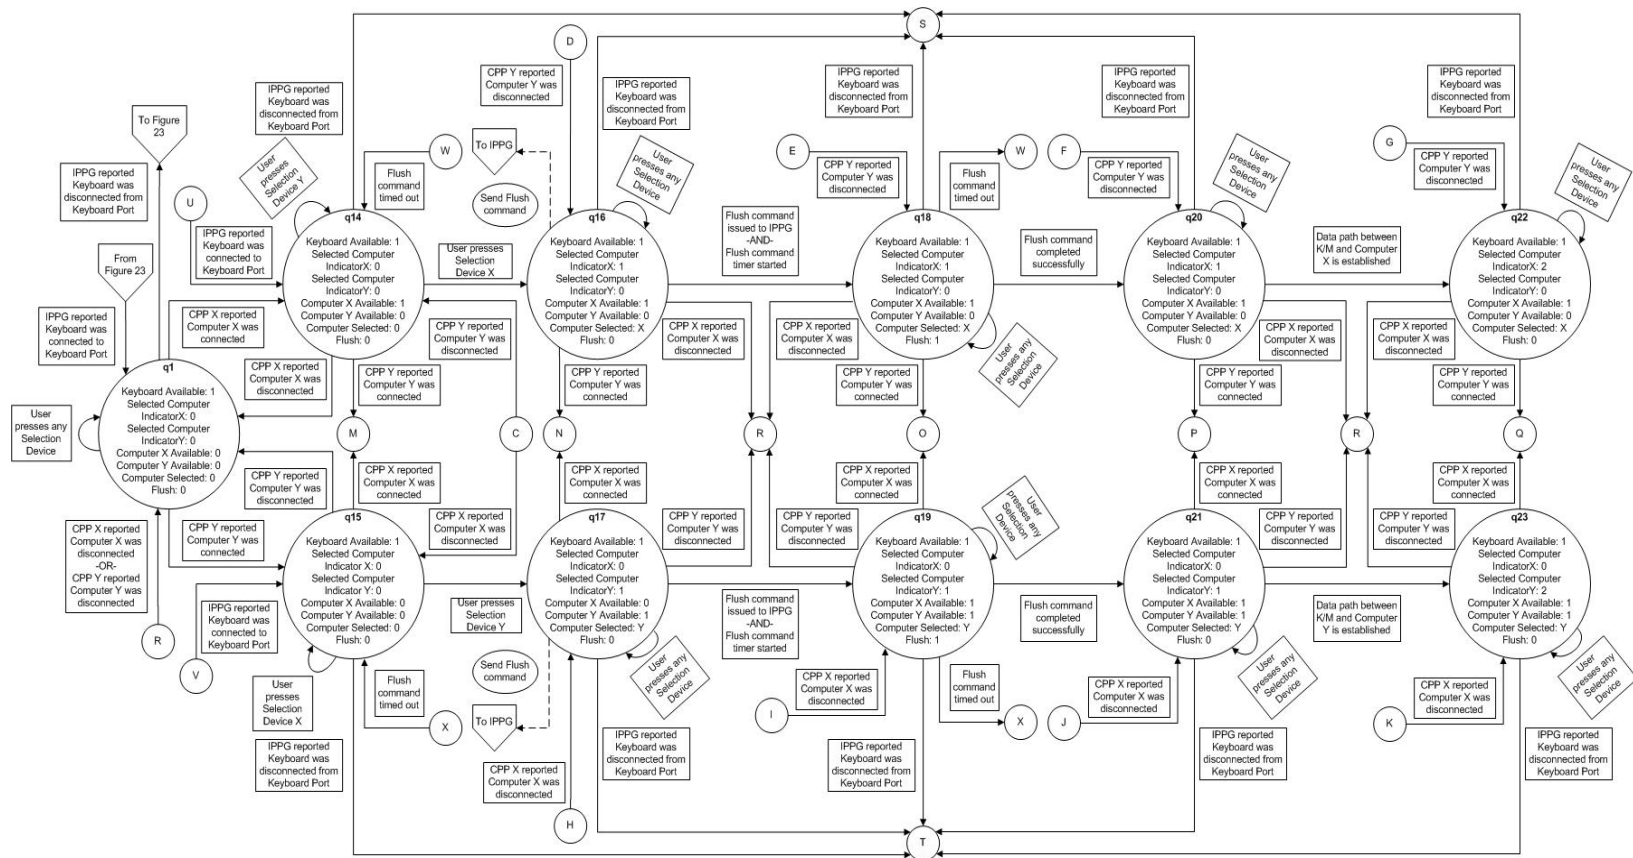 S
D
CPP Y reported
Computer Y was
disconnected
IPPG reported
Keyboard was
disconnected from
Keyboard Port
IPPG reported
Keyboard was
disconnected from
Keyboard Port
IPPG reported
Keyboard was
disconnected from
Keyboard Port
IPPG reported
Keyboard was
disconnected from
Keyboard Port
IPPG reported
Keyboard was
disconnected from
Keyboard Port
To Figure
23
IPPG reported
Keyboard was
disconnected from
Keyboard Port
User
presses
Selection
Device Y
W
Flush
command
timed out
To IPPG
Send Flush
command
User
presses any
Selection
Device
E
CPP Y reported
Computer Y was
disconnected
W
Flush
command
timed out
F
CPP Y reported
Computer Y was
disconnected
User
presses any
Selection
Device
G
CPP Y reported
Computer Y was
disconnected
User
presses any
Selection
Device
U
IPPG reported
Keyboard was
connected to
Keyboard Port
From
Figure 23
IPPG reported
Keyboard was
connected to
Keyboard Port
q14
Keyboard Available: 1
Selected Computer
IndicatorX: 0
Selected Computer
IndicatorY: 0
Computer X Available: 1
Computer Y Available: 0
Computer Selected: 0
Flush: 0
User presses
Selection
Device X
q16
Keyboard Available: 1
Selected Computer
IndicatorX: 1
Selected Computer
IndicatorY: 0
Computer X Available: 1
Computer Y Available: 0
Computer Selected: X
Flush: 0
Flush command
issued to IPPG
-AND-
Flush command
timer started
q18
Keyboard Available: 1
Selected Computer
IndicatorX: 1
Selected Computer
IndicatorY: 0
Computer X Available: 1
Computer Y Available: 0
Computer Selected: X
Flush: 1
Flush command
completed
successfully
q20
Keyboard Available: 1
Selected Computer
IndicatorX: 1
Selected Computer
IndicatorY: 0
Computer X Available: 1
Computer Y Available: 0
Computer Selected: X
Flush: 0
Data path between
K/M and Computer
X is established
q22
Keyboard Available: 1
Selected Computer
IndicatorX: 2
Selected Computer
IndicatorY: 0
Computer X Available: 1
Computer Y Available: 0
Computer Selected: X
Flush: 0
CPP X reported
Computer X was
connected
CPP X reported
Computer X was
disconnected
CPP Y reported
Computer Y was
connected
CPP Y reported
Computer Y was
disconnected
CPP Y reported
Computer Y was
connected
CPP X reported
Computer X was
disconnected
CPP X reported
Computer X was
disconnected
CPP Y reported
Computer Y was
connected
User
presses any
Selection
Device
CPP Y reported
Computer Y was
connected
CPP X reported
Computer X was
disconnected
CPP X reported
Computer X was
disconnected
CPP Y reported
Computer Y was
connected
q1
Keyboard Available: 1
Selected Computer
IndicatorX: 0
Selected Computer
IndicatorY: 0
Computer X Available: 0
Computer Y Available: 0
Computer Selected: 0
Flush: 0
User
presses any
Selection
Device
M
C
N
R
O
P
R
Q
CPP Y reported
Computer Y was
disconnected
CPP Y reported
Computer Y was
connected
CPP X reported
Computer X was
connected
CPP X reported
Computer X was
disconnected
CPP X reported
Computer X was
connected
CPP Y reported
Computer Y was
disconnected
CPP Y reported
Computer Y was
disconnected
CPP X reported
Computer X was
connected
User
presses any
Selection
Device
CPP X reported
Computer X was
connected
CPP Y reported
Computer Y was
disconnected
CPP Y reported
Computer Y was
disconnected
CPP X reported
Computer X was
connected
CPP X reported
Computer X was
disconnected
-OR-
CPP Y reported
Computer Y was
disconnected
R
V
IPPG reported
Keyboard was
connected to
Keyboard Port
q15
Keyboard Available: 1
Selected Computer
Indicator X: 0
Selected Computer
Indicator Y: 0
Computer X Available: 0
Computer Y Available: 0
Computer Selected: 0
Flush: 0
User presses
Selection
Device Y
q17
Keyboard Available: 1
Selected Computer
IndicatorX: 0
Selected Computer
IndicatorY: 1
Computer X Available: 0
Computer Y Available: 1
Computer Selected: Y
Flush: 0
Flush command
issued to IPPG
-AND-
Flush command
timer started
q19
Keyboard Available: 1
Selected Computer
IndicatorX: 0
Selected Computer
IndicatorY: 1
Computer X Available: 1
Computer Y Available: 1
Computer Selected: Y
Flush: 1
Flush command
completed
successfully
q21
Keyboard Available: 1
Selected Computer
IndicatorX: 0
Selected Computer
IndicatorY: 1
Computer X Available: 1
Computer Y Available: 1
Computer Selected: Y
Flush: 0
Data path between
K/M and Computer
Y is established
q23
Keyboard Available: 1
Selected Computer
IndicatorX: 0
Selected Computer
IndicatorY: 2
Computer X Available: 1
Computer Y Available: 1
Computer Selected: Y
Flush: 0
User
presses
Selection
Device X
Flush
command
timed out
X
Send Flush
command
To IPPG
User
presses any
Selection
Device
I
CPP X reported
Computer X was
disconnected
Flush
command
timed out
X
J
CPP X reported
Computer X was
disconnected
User
presses any
Selection
Device
K
CPP X reported
Computer X was
disconnected
User
presses any
Selection
Device
IPPG reported
Keyboard was
disconnected from
Keyboard Port
CPP X reported
Computer X was
disconnected
H
IPPG reported
Keyboard was
disconnected from
Keyboard Port
IPPG reported
Keyboard was
disconnected from
Keyboard Port
IPPG reported
Keyboard was
disconnected from
Keyboard Port
IPPG reported
Keyboard was
disconnected from
Keyboard Port
T